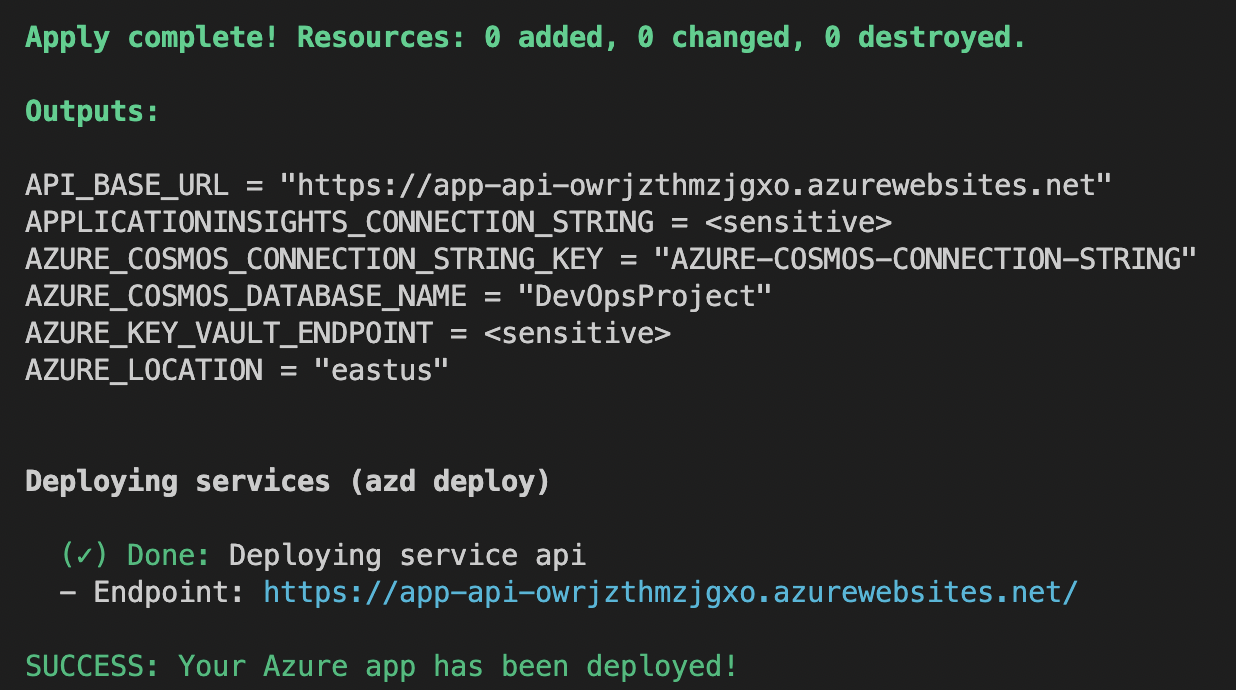 Apply complete! Resources: 0 added, 0 changed, 0 destroyed.
Outputs:
API_BASE_URL = "https://app-api-owrjzthmzjgxo.azurewebsites.net"
APPLICATIONINSIGHTS_CONNECTION_STRING = <sensitive>
AZURE_COSMOS_CONNECTION_STRING_KEY = "AZURE-COSMOS-CONNECTION-STRING"
AZURE_COSMOS_DATABASE_NAME = "DevOpsProject"
AZURE_KEY_VAULT_ENDPOINT = <sensitive>
AZURE_LOCATION = "eastus"
Deploying services (azd deploy)
(✓) Done: Deploying service api
- Endpoint: https://app-api-owrjzthmzjgxo.azurewebsites.net/
SUCCESS: Your Azure app has been deployed!